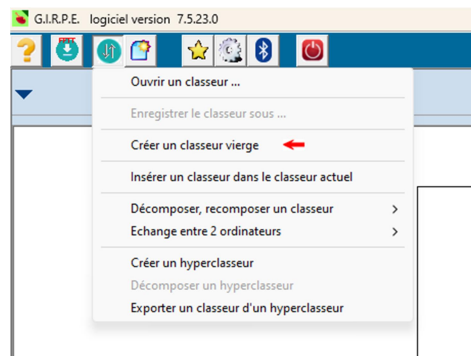 G.I.R.P.E. logiciel version 7.5.23.0
Ouvrir un classeur ...
Enregistrer le classeur sous ...
Créer un classeur vierge
Insérer un classeur dans le classeur actuel
Décomposer, recomposer un classeur
Echange entre 2 ordinateurs
Créer un hyperclasseur
Décomposer un hyperclasseur
Exporter un classeur d'un hyperclasseur